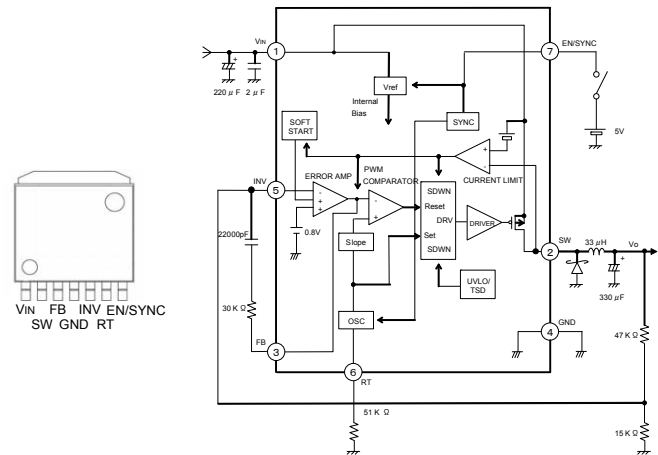 VIN
1
220 μF
2 μF
+
7
EN/SYNC
Vref
Internal
Bias
SYNC
5V
SOFT
START
+
-
CURRENT LIMIT
INV
5
ERROR AMP
PWM
COMPARATOR
-
+
+
-
+
0.8V
SDWN
Reset
DRV
Set
SDWN
DRIVER
2
SW
33 μH
Vo
+
330 μF
22000pF
Slope
UVLO/
TSD
30 K Ω
OSC
4
GND
47 K Ω
FB
3
6
RT
51 K Ω
15 K Ω
VIN FB INV EN/SYNC
SW GND RT